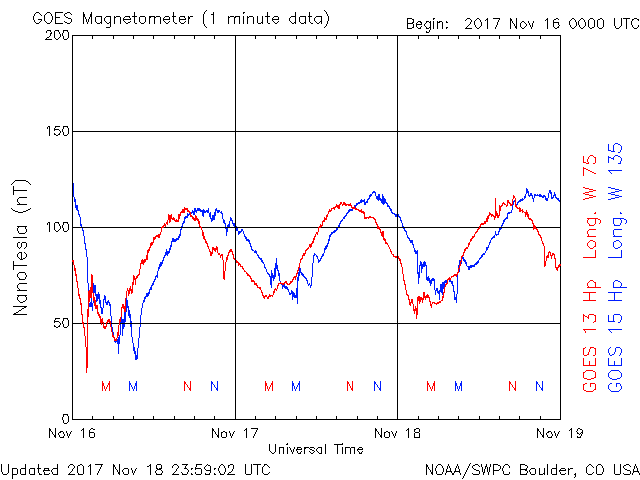 GOES Magnetometer (1 minute data)
Begin: 2017 Nov 16 0000 UTC
200
150
100
50
0
NanoTesla (nT)
M M N N M M N N M M N N
Nov 16 Nov 17 Nov 18 Nov 19
Universal Time
GOES 13 Hp Long. W 75
GOES 15 Hp Long. W 135
Updated 2017 Nov 18 23:59:02 UTC
NOAA/SWPC Boulder, CO USA